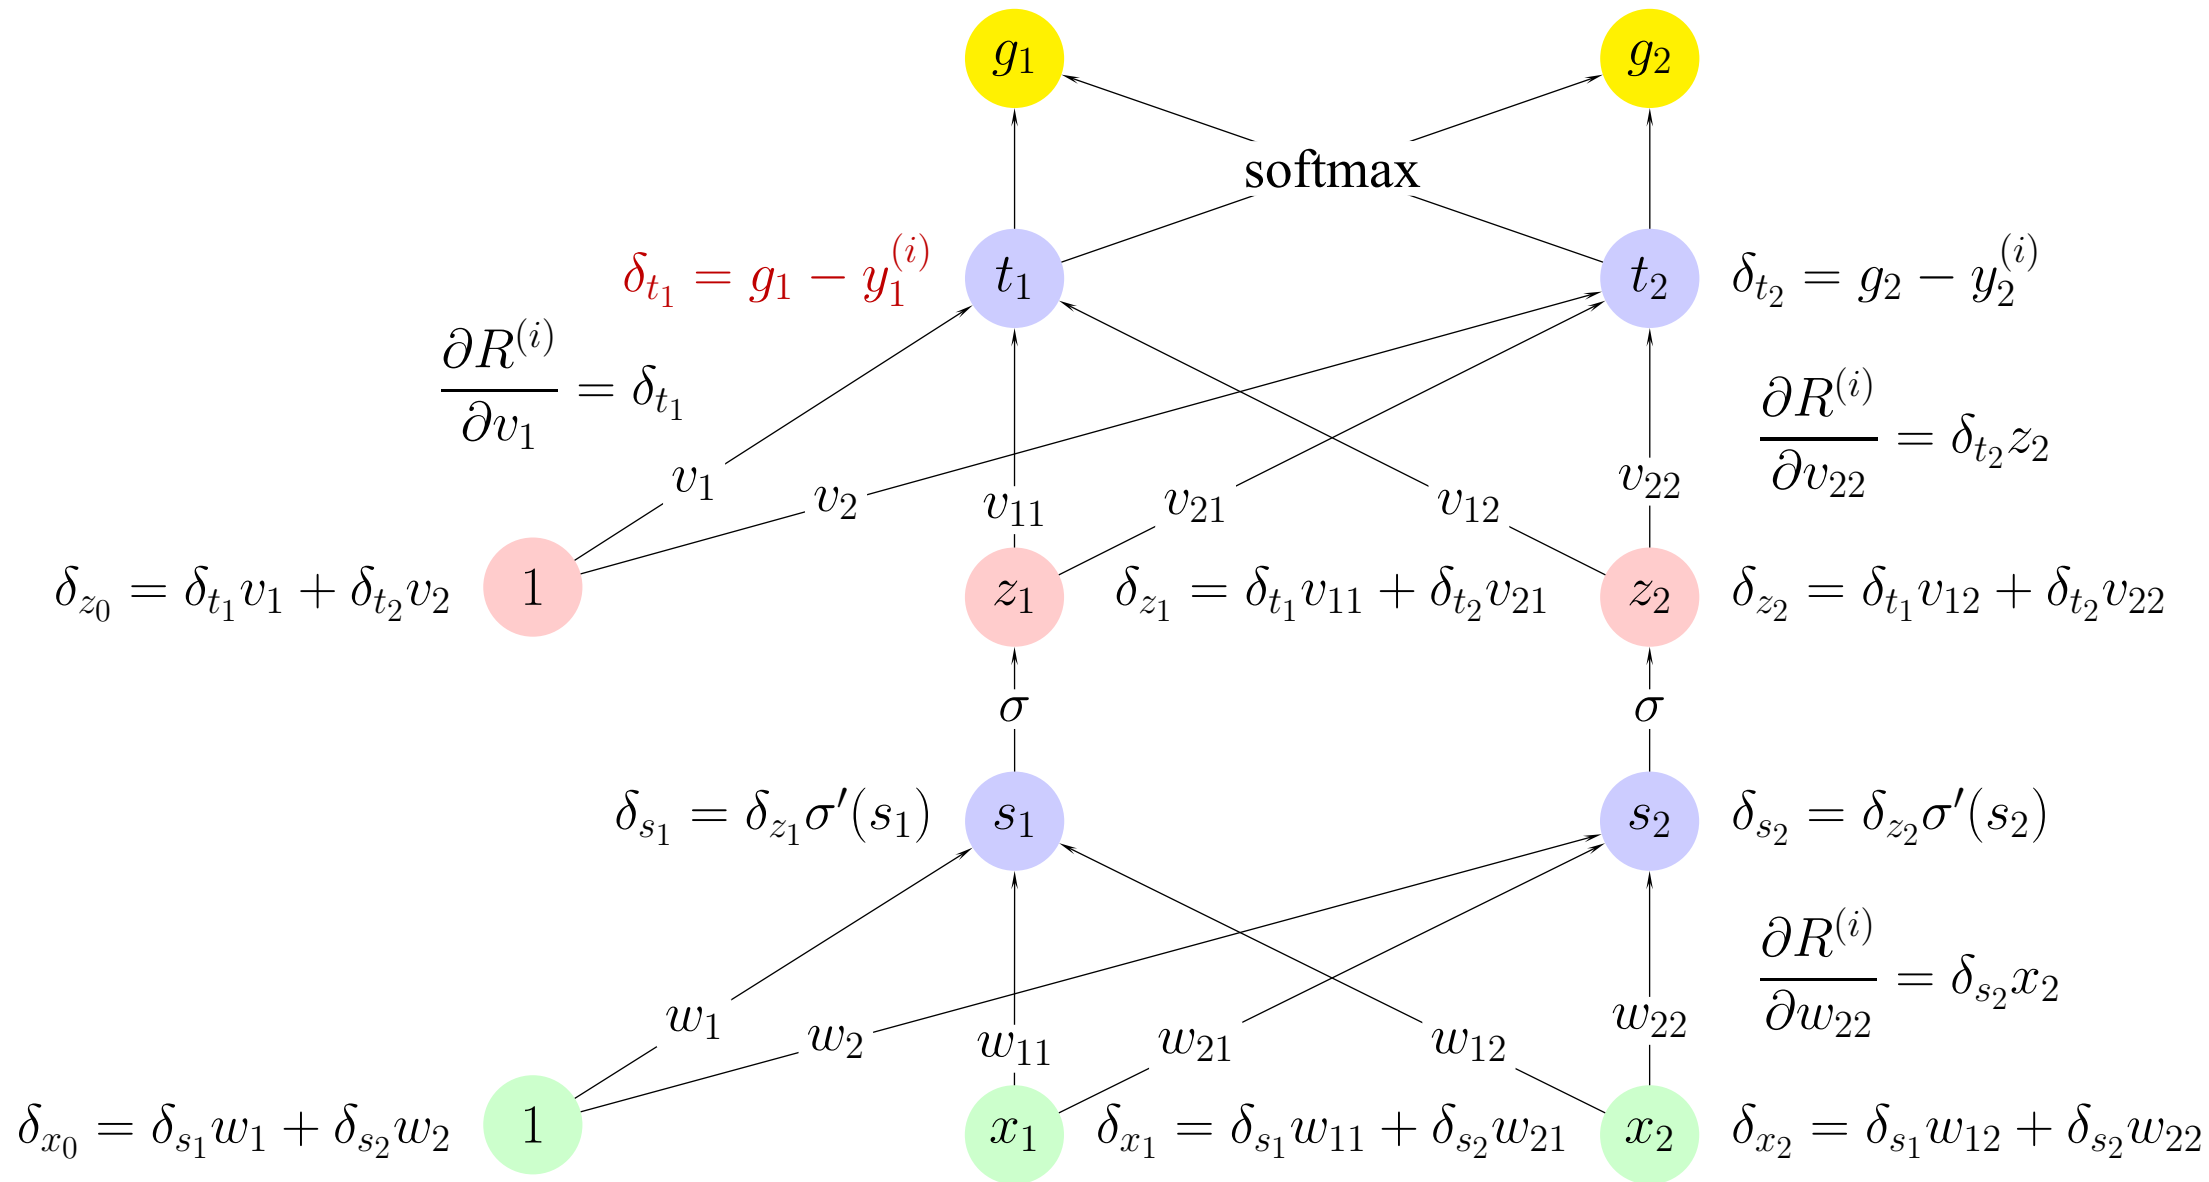 g₁ g₂
softmax
δ_{t₁} = g₁ − y₁^{(i)} t₁ t₂ δ_{t₂} = g₂ − y₂^{(i)}
∂R^{(i)}/∂v₁ = δ_{t₁} ∂R^{(i)}/∂v₂₂ = δ_{t₂}z₂
v₁ v₂ v₁₁ v₂₁ v₁₂ v₂₂
δ_{z₀} = δ_{t₁}v₁ + δ_{t₂}v₂ 1 z₁ δ_{z₁} = δ_{t₁}v₁₁ + δ_{t₂}v₂₁ z₂ δ_{z₂} = δ_{t₁}v₁₂ + δ_{t₂}v₂₂
σ σ
δ_{s₁} = δ_{z₁}σ′(s₁) s₁ s₂ δ_{s₂} = δ_{z₂}σ′(s₂)
∂R^{(i)}/∂w₂₂ = δ_{s₂}x₂
w₁ w₂ w₁₁ w₂₁ w₁₂ w₂₂
δ_{x₀} = δ_{s₁}w₁ + δ_{s₂}w₂ 1 x₁ δ_{x₁} = δ_{s₁}w₁₁ + δ_{s₂}w₂₁ x₂ δ_{x₂} = δ_{s₁}w₁₂ + δ_{s₂}w₂₂